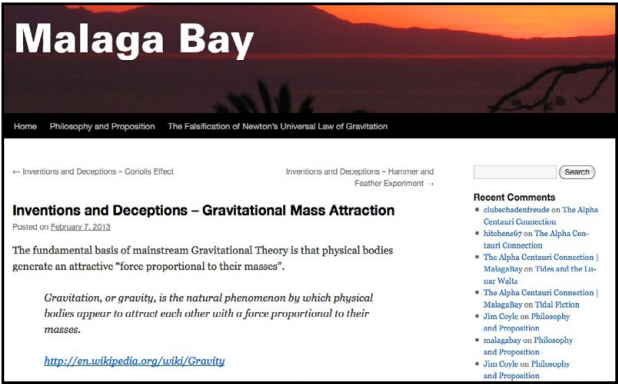 Malaga Bay
Home Philosophy and Proposition The Falsification of Newton's Universal Law of Gravitation
← Inventions and Deceptions – Coriolis Effect
Inventions and Deceptions – Hammer and
Feather Experiment →
Inventions and Deceptions – Gravitational Mass Attraction
Posted on February 7, 2013
The fundamental basis of mainstream Gravitational Theory is that physical bodies
generate an attractive "force proportional to their masses".
Gravitation, or gravity, is the natural phenomenon by which physical
bodies appear to attract each other with a force proportional to their
masses.
http://en.wikipedia.org/wiki/Gravity
Search
Recent Comments
clubschadenfreude on The Alpha
Centauri Connection
hitchens67 on The Alpha Cen-
tauri Connection
The Alpha Centauri Connection |
MalagaBay on Tides and the Lu-
nar Waltz
The Alpha Centauri Connection |
MalagaBay on Tidal Fiction
Jim Coyle on Philosophy
and Proposition
malagabay on Philosophy
and Proposition
Jim Coyle on Philosophy
and Proposition